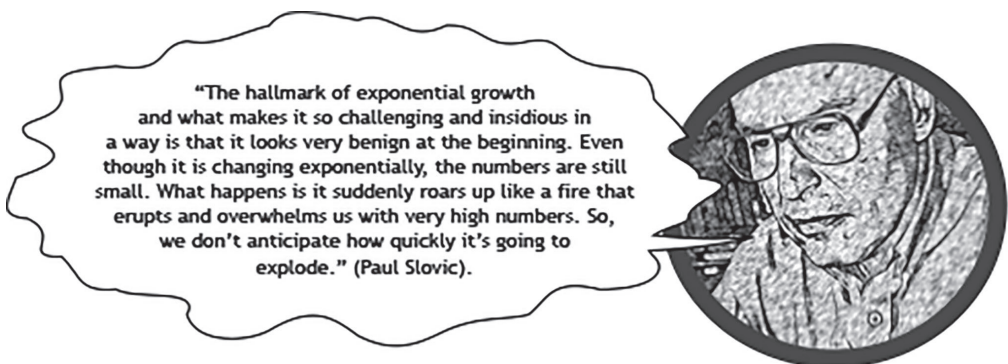 “The hallmark of exponential growth
and what makes it so challenging and insidious in
a way is that it looks very benign at the beginning. Even
though it is changing exponentially, the numbers are still
small. What happens is it suddenly roars up like a fire that
erupts and overwhelms us with very high numbers. So,
we don’t anticipate how quickly it’s going to
explode.” (Paul Slovic).